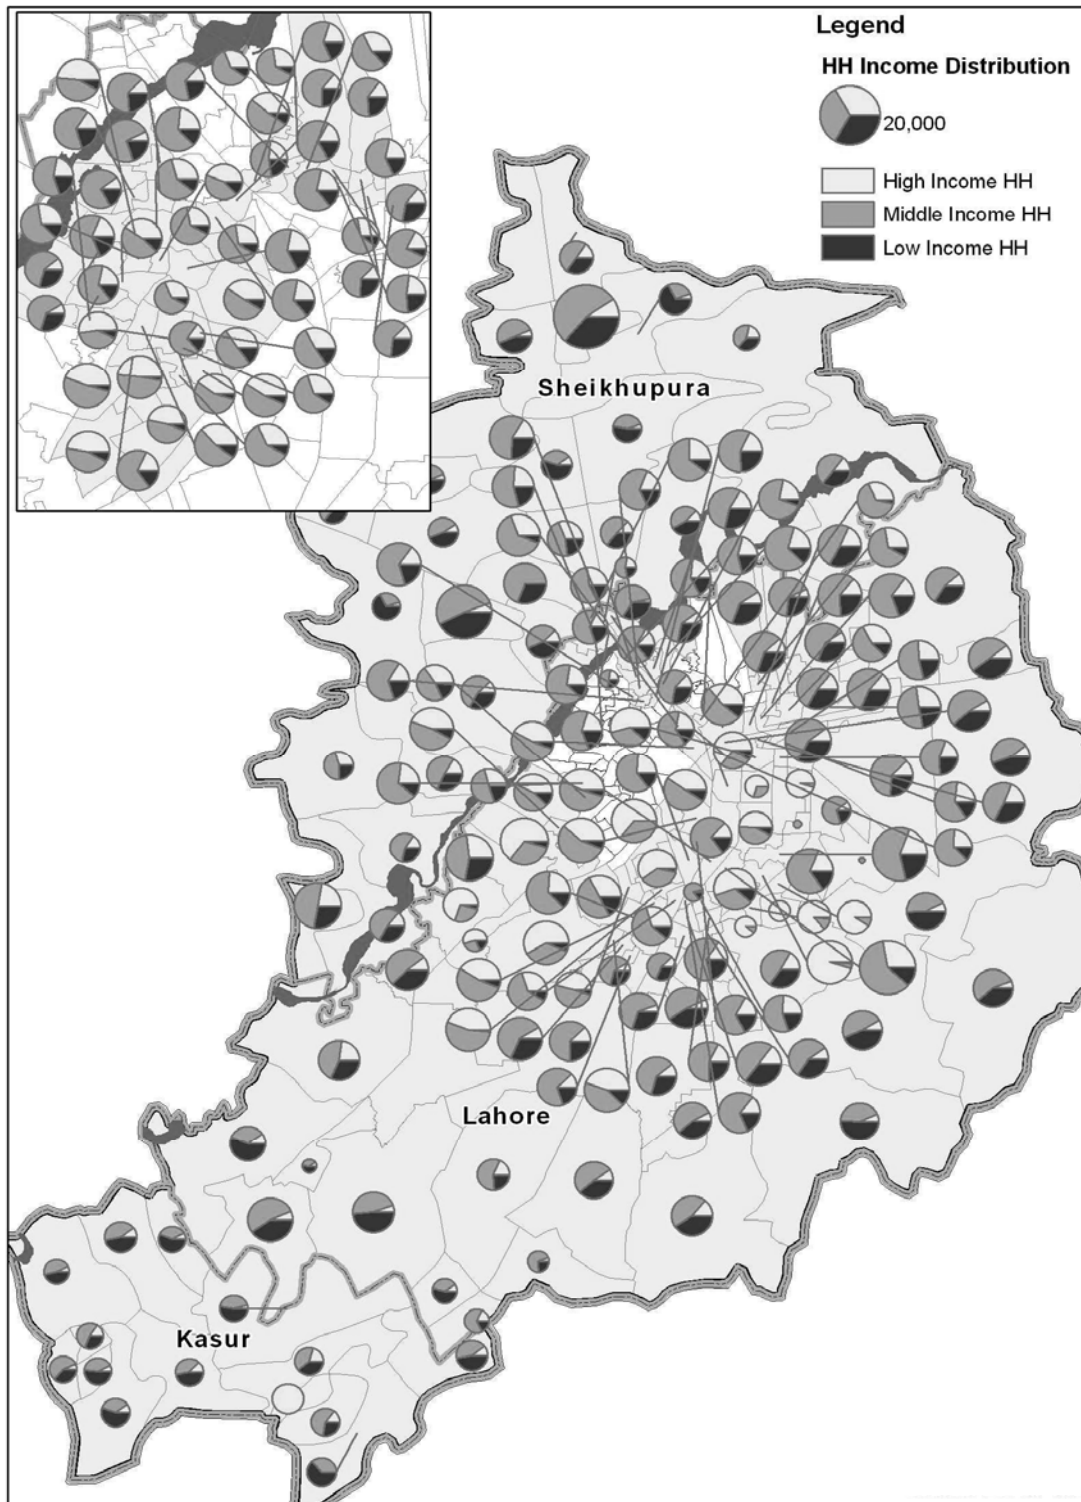 Legend
HH Income Distribution
20,000
High Income HH
Middle Income HH
Low Income HH
Sheikhupura
Lahore
Kasur